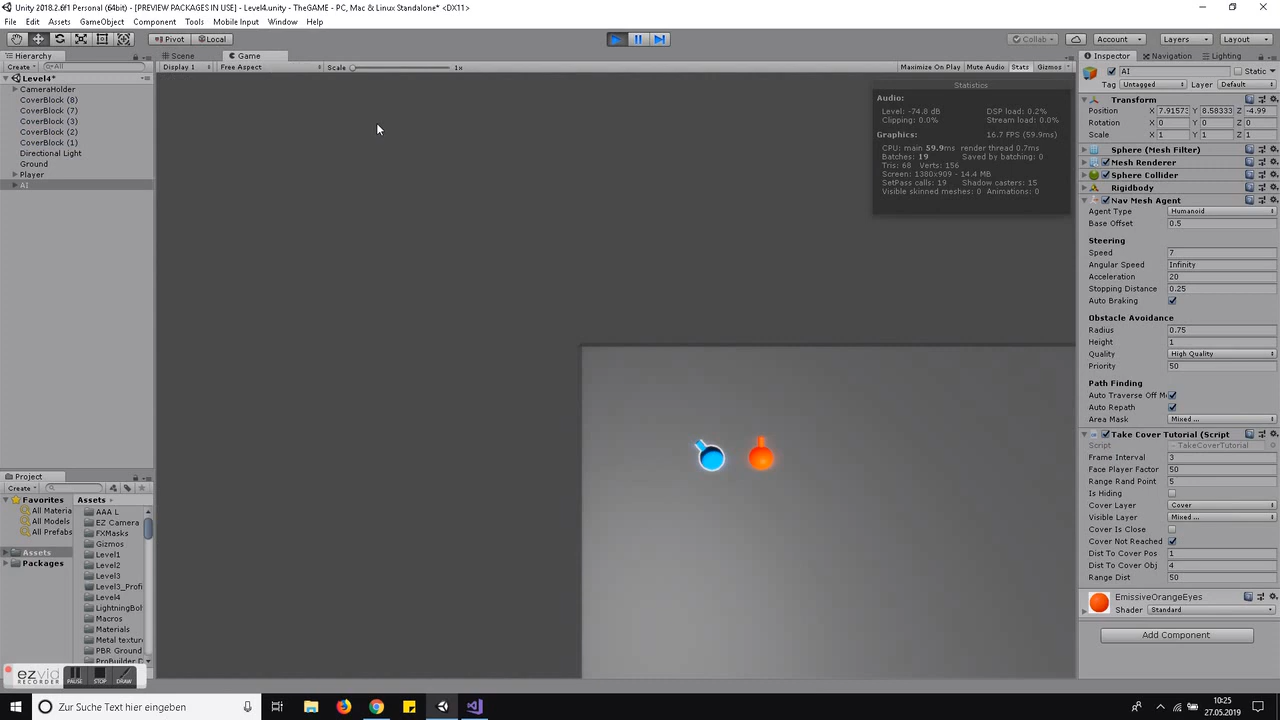 Unity 2018.2.6f1 Personal (64bit) - [PREVIEW PACKAGES IN USE] - Level4.unity - TheGAME - PC, Mac & Linux Standalone* <DX11>
File Edit Assets GameObject Component Tools Mobile Input Window Help
Pivot Local Collab Account Layers Layout
Hierarchy Scene Game Inspector Navigation Lighting
Create All Display 1 Free Aspect Scale 1x Maximize On Play Mute Audio Stats Gizmos
Level4*
CameraHolder
CoverBlock (8)
CoverBlock (7)
CoverBlock (3)
CoverBlock (2)
CoverBlock (1)
Directional Light
Ground
Player
AI
Statistics
Audio:
Level: -74.8 dB DSP load: 0.2%
Clipping: 0.0% Stream load: 0.0%
Graphics: 16.7 FPS (59.9ms)
CPU: main 59.9ms render thread 0.7ms
Batches: 19 Saved by batching: 0
Tris: 68 Verts: 156
Screen: 1380x909 - 14.4 MB
SetPass calls: 19 Shadow casters: 15
Visible skinned meshes: 0 Animations: 0
AI Static
Tag Untagged Layer Default
Transform
Position X 7.91573 Y 8.58333 Z -4.99
Rotation X 0 Y 0 Z 0
Scale X 1 Y 1 Z 1
Sphere (Mesh Filter)
Mesh Renderer
Sphere Collider
Rigidbody
Nav Mesh Agent
Agent Type Humanoid
Base Offset 0.5
Steering
Speed 7
Angular Speed Infinity
Acceleration 20
Stopping Distance 0.25
Auto Braking
Obstacle Avoidance
Radius 0.75
Height 1
Quality High Quality
Priority 50
Path Finding
Auto Traverse Off M
Auto Repath
Area Mask Mixed ...
Take Cover Tutorial (Script
Script TakeCoverTutorial
Frame Interval 3
Face Player Factor 50
Range Rand Point 5
Is Hiding
Cover Layer Cover
Visible Layer Mixed ...
Cover Is Close
Cover Not Reached
Dist To Cover Pos 1
Dist To Cover Obj 4
Range Dist 50
EmissiveOrangeEyes
Shader Standard
Add Component
Project
Create
Favorites
All Materia
All Models
All Prefabs
Assets
Packages
Assets
AAA L
EZ Camera
FXMasks
Gizmos
Level1
Level2
Level3
Level3_Profi
Level4
LightningBol
Macros
Materials
Metal texture
PBR Ground
ProBuilder D
ezvid
RECORDER
PAUSE STOP DRAW
Zur Suche Text hier eingeben
10:25
27.05.2019